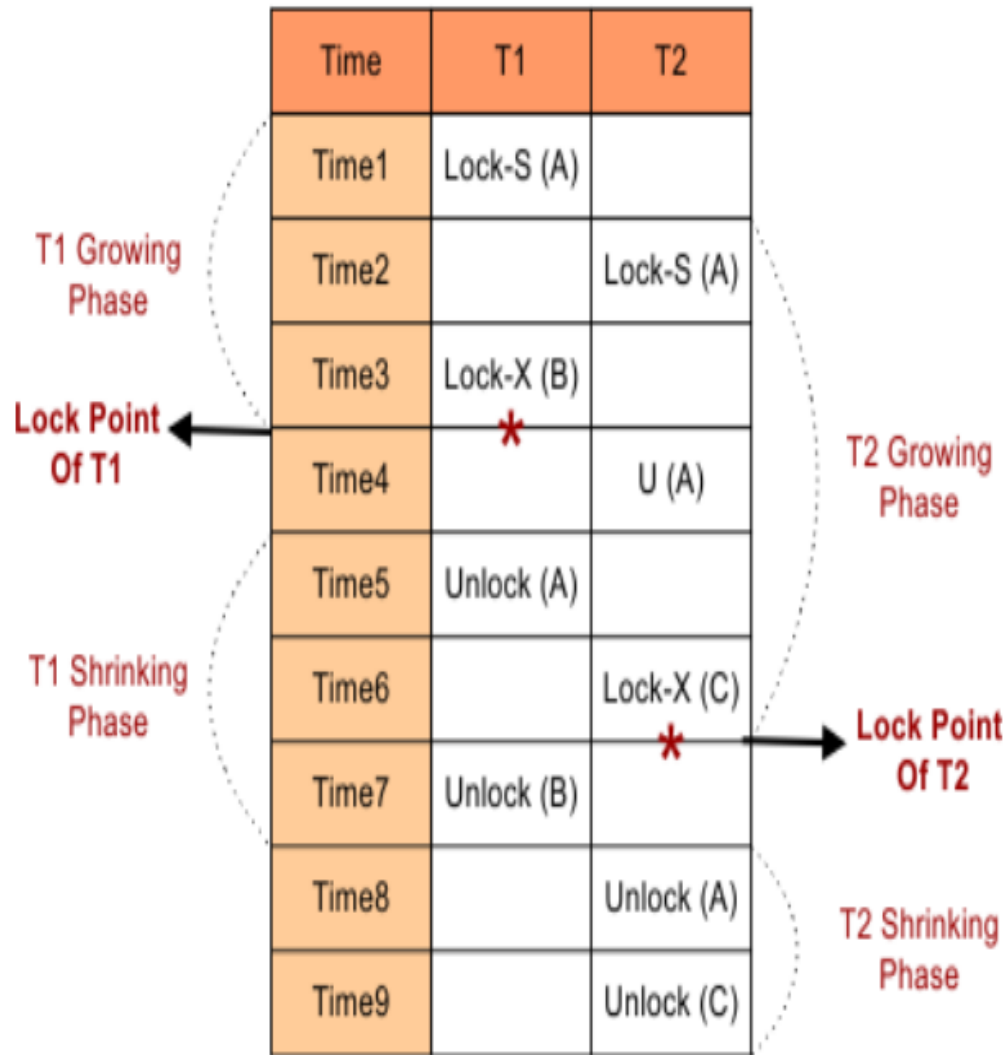 Time T1 T2
Time1 Lock-S (A)
T1 Growing
Phase
Time2 Lock-S (A)
Time3 Lock-X (B)
*
Lock Point
Of T1
Time4 U (A)
T2 Growing
Phase
Time5 Unlock (A)
T1 Shrinking
Phase
Time6 Lock-X (C)
*
Lock Point
Of T2
Time7 Unlock (B)
Time8 Unlock (A)
T2 Shrinking
Phase
Time9 Unlock (C)